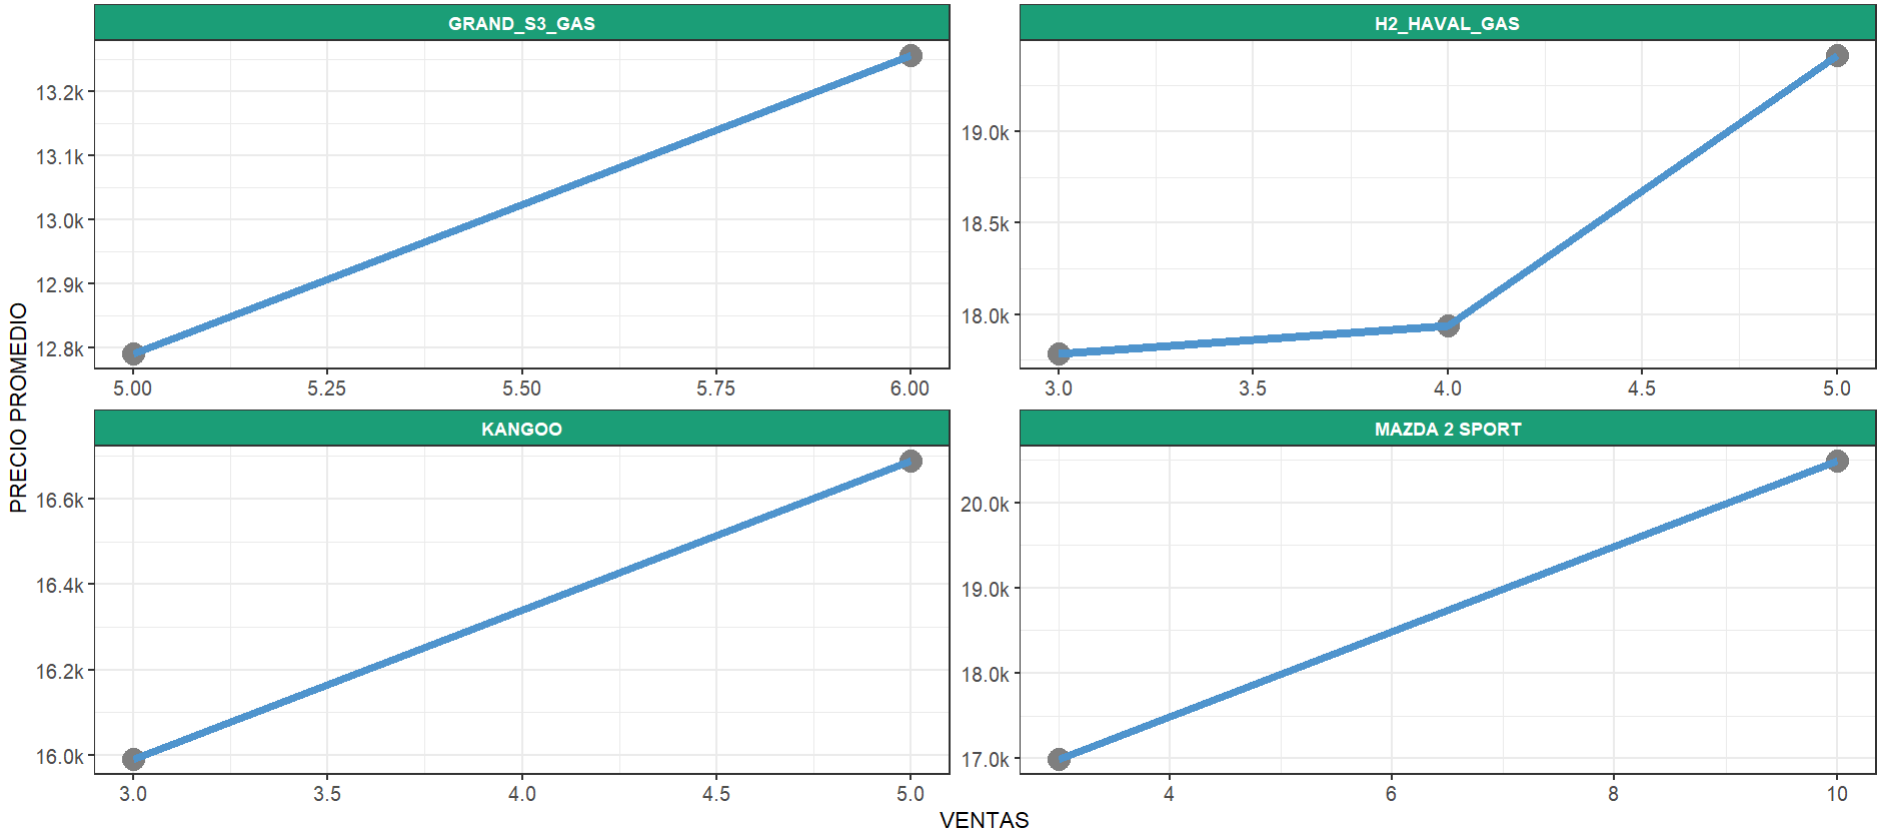 GRAND_S3_GAS
13.2k
13.1k
13.0k
12.9k
12.8k
5.00 5.25 5.50 5.75 6.00
H2_HAVAL_GAS
19.0k
18.5k
18.0k
3.0 3.5 4.0 4.5 5.0
KANGOO
16.6k
16.4k
16.2k
16.0k
3.0 3.5 4.0 4.5 5.0
MAZDA 2 SPORT
20.0k
19.0k
18.0k
17.0k
4 6 8 10
PRECIO PROMEDIO
VENTAS